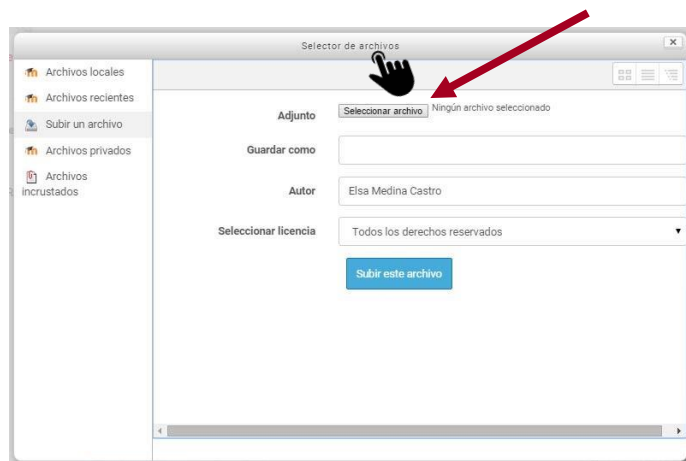 Selector de archivos
Archivos locales
Archivos recientes
Subir un archivo
Archivos privados
Archivos
incrustados
Adjunto
Seleccionar archivo Ningún archivo seleccionado
Guardar como
Autor
Elsa Medina Castro
Seleccionar licencia
Todos los derechos reservados
Subir este archivo